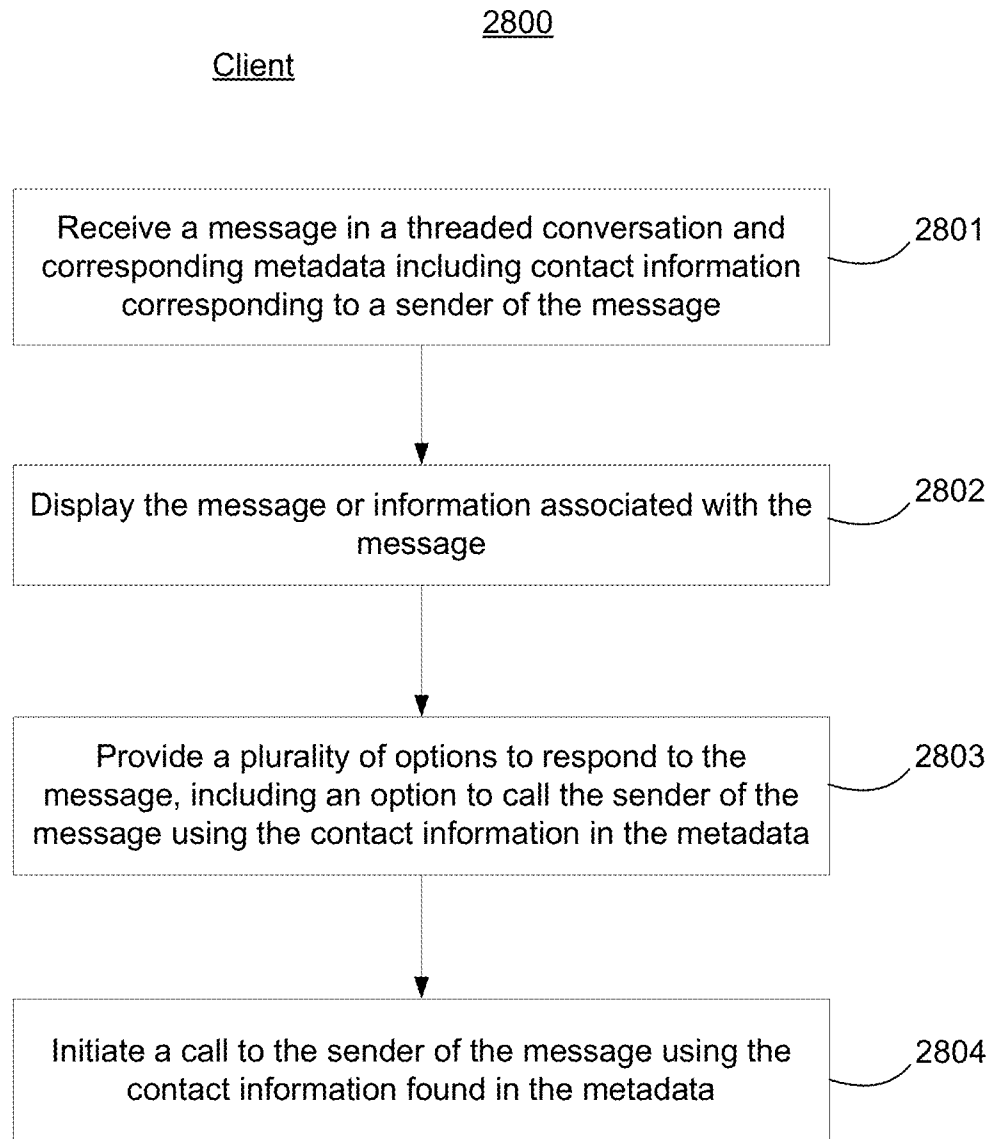 2800
Client
Receive a message in a threaded conversation and
corresponding metadata including contact information
corresponding to a sender of the message
2801
Display the message or information associated with the
message
2802
Provide a plurality of options to respond to the
message, including an option to call the sender of the
message using the contact information in the metadata
2803
Initiate a call to the sender of the message using the
contact information found in the metadata
2804